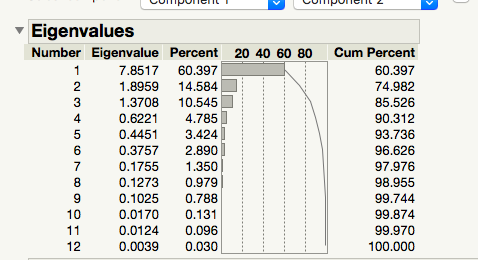 Component 1 Component 2
Eigenvalues
Number Eigenvalue Percent 20 40 60 80 Cum Percent
1 7.8517 60.397 60.397
2 1.8959 14.584 74.982
3 1.3708 10.545 85.526
4 0.6221 4.785 90.312
5 0.4451 3.424 93.736
6 0.3757 2.890 96.626
7 0.1755 1.350 97.976
8 0.1273 0.979 98.955
9 0.1025 0.788 99.744
10 0.0170 0.131 99.874
11 0.0124 0.096 99.970
12 0.0039 0.030 100.000